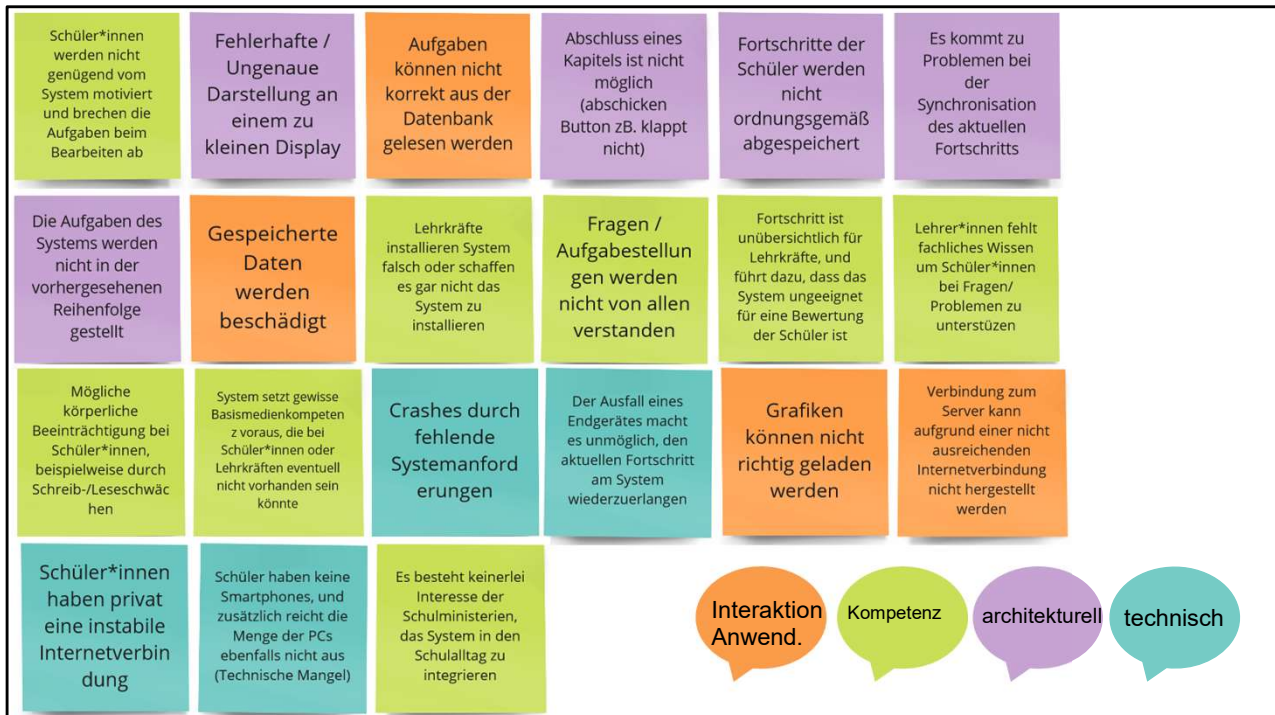 Schüler*innen
werden nicht
genügend vom
System motiviert
und brechen die
Aufgaben beim
Bearbeiten ab
Fehlerhafte /
Ungenaue
Darstellung an
einem zu
kleinen Display
Aufgaben
können nicht
korrekt aus der
Datenbank
gelesen werden
Abschluss eines
Kapitels ist nicht
möglich
(abschicken
Button zB. klappt
nicht)
Fortschritte der
Schüler werden
nicht
ordnungsgemäß
abgespeichert
Es kommt zu
Problemen bei
der
Synchronisation
des aktuellen
Fortschritts
Die Aufgaben des
Systems werden
nicht in der
vorhergesehenen
Reihenfolge
gestellt
Gespeicherte
Daten
werden
beschädigt
Lehrkräfte
installieren System
falsch oder schaffen
es gar nicht das
System zu
installieren
Fragen /
Aufgabestellun
gen werden
nicht von allen
verstanden
Fortschritt ist
unübersichtlich für
Lehrkräfte, und
führt dazu, dass das
System ungeeignet
für eine Bewertung
der Schüler ist
Lehrer*innen fehlt
fachliches Wissen
um Schüler*innen
bei Fragen/
Problemen zu
unterstüzen
Mögliche
körperliche
Beeinträchtigung bei
Schüler*innen,
beispielweise durch
Schreib-/Leseschwäc
hen
System setzt gewisse
Basismedienkompeten
z voraus, die bei
Schüler*innen oder
Lehrkräften eventuell
nicht vorhanden sein
könnte
Crashes durch
fehlende
Systemanford
erungen
Der Ausfall eines
Endgerätes macht
es unmöglich, den
aktuellen Fortschritt
am System
wiederzuerlangen
Grafiken
können nicht
richtig geladen
werden
Verbindung zum
Server kann
aufgrund einer nicht
ausreichenden
Internetverbindung
nicht hergestellt
werden
Schüler*innen
haben privat
eine instabile
Internetverbin
dung
Schüler haben keine
Smartphones, und
zusätzlich reicht die
Menge der PCs
ebenfalls nicht aus
(Technische Mangel)
Es besteht keinerlei
Interesse der
Schulministerien,
das System in den
Schulalltag zu
integrieren
Interaktion
Anwend.
Kompetenz
architekturell
technisch